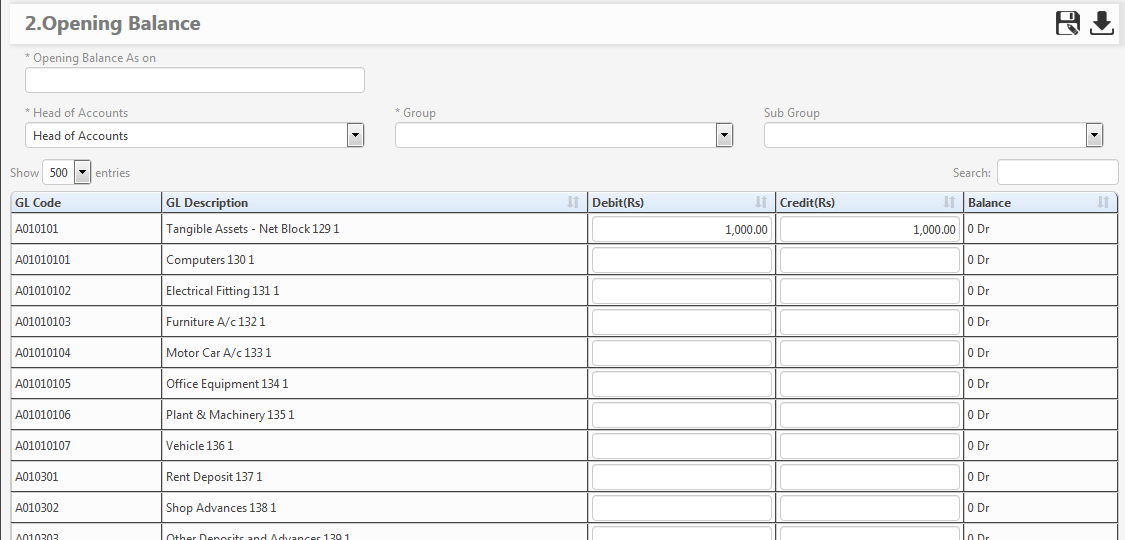 2.Opening Balance
* Opening Balance As on
* Head of Accounts * Group Sub Group
Head of Accounts
Show 500 entries Search:
GL Code GL Description Debit(Rs) Credit(Rs) Balance
A010101 Tangible Assets - Net Block 129 1 1,000.00 1,000.00 0 Dr
A01010101 Computers 130 1 0 Dr
A01010102 Electrical Fitting 131 1 0 Dr
A01010103 Furniture A/c 132 1 0 Dr
A01010104 Motor Car A/c 133 1 0 Dr
A01010105 Office Equipment 134 1 0 Dr
A01010106 Plant & Machinery 135 1 0 Dr
A01010107 Vehicle 136 1 0 Dr
A010301 Rent Deposit 137 1 0 Dr
A010302 Shop Advances 138 1 0 Dr
A010303 Other Deposits and Advances 139 1 0 Dr